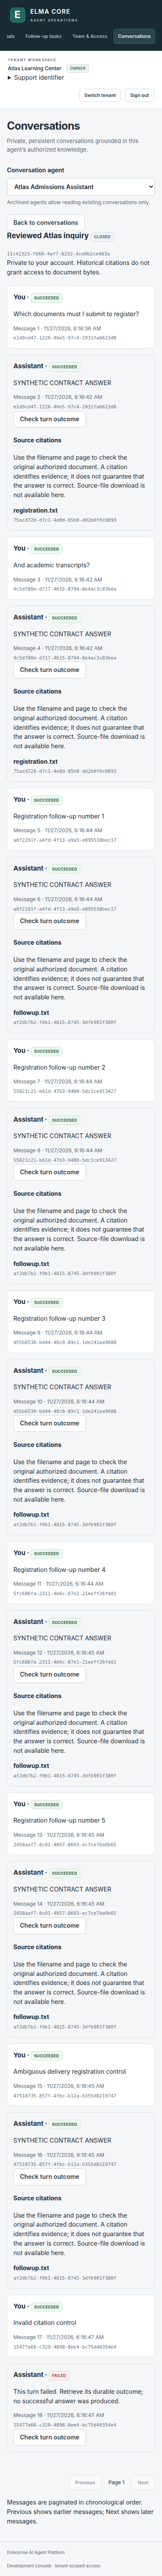 E
ELMA CORE
AGENT OPERATIONS
als
Follow-up tasks
Team & Access
Conversations
TENANT WORKSPACE
Atlas Learning Center
OWNER
▶ Support identifier
Switch tenant
Sign out
Conversations
Private, persistent conversations grounded in this
agent's authorized knowledge.
Conversation agent
Atlas Admissions Assistant
Archived agents allow reading existing conversations only.
Back to conversations
Reviewed Atlas inquiry CLOSED
Private to your account. Historical citations do not
grant access to document bytes.
You · SUCCEEDED
Which documents must I submit to register?
Message 1 · 11/27/2026, 6:16:36 AM
Assistant · SUCCEEDED
SYNTHETIC CONTRACT ANSWER
Message 2 · 11/27/2026, 6:16:42 AM
Check turn outcome
Source citations
Use the filename and page to check the
original authorized document. A citation
identifies evidence; it does not guarantee that
the answer is correct. Source-file download is
not available here.
registration.txt
You · SUCCEEDED
And academic transcripts?
Message 3 · 11/27/2026, 6:16:42 AM
Assistant · SUCCEEDED
SYNTHETIC CONTRACT ANSWER
Message 4 · 11/27/2026, 6:16:42 AM
Check turn outcome
Source citations
Use the filename and page to check the
original authorized document. A citation
identifies evidence; it does not guarantee that
the answer is correct. Source-file download is
not available here.
registration.txt
You · SUCCEEDED
Registration follow-up number 1
Message 5 · 11/27/2026, 6:16:44 AM
Assistant · SUCCEEDED
SYNTHETIC CONTRACT ANSWER
Message 6 · 11/27/2026, 6:16:44 AM
Check turn outcome
Source citations
Use the filename and page to check the
original authorized document. A citation
identifies evidence; it does not guarantee that
the answer is correct. Source-file download is
not available here.
followup.txt
You · SUCCEEDED
Registration follow-up number 2
Message 7 · 11/27/2026, 6:16:44 AM
Assistant · SUCCEEDED
SYNTHETIC CONTRACT ANSWER
Message 8 · 11/27/2026, 6:16:44 AM
Check turn outcome
Source citations
Use the filename and page to check the
original authorized document. A citation
identifies evidence; it does not guarantee that
the answer is correct. Source-file download is
not available here.
followup.txt
You · SUCCEEDED
Registration follow-up number 3
Message 9 · 11/27/2026, 6:16:44 AM
Assistant · SUCCEEDED
SYNTHETIC CONTRACT ANSWER
Message 10 · 11/27/2026, 6:16:44 AM
Check turn outcome
Source citations
Use the filename and page to check the
original authorized document. A citation
identifies evidence; it does not guarantee that
the answer is correct. Source-file download is
not available here.
followup.txt
You · SUCCEEDED
Registration follow-up number 4
Message 11 · 11/27/2026, 6:16:44 AM
Assistant · SUCCEEDED
SYNTHETIC CONTRACT ANSWER
Message 12 · 11/27/2026, 6:16:45 AM
Check turn outcome
Source citations
Use the filename and page to check the
original authorized document. A citation
identifies evidence; it does not guarantee that
the answer is correct. Source-file download is
not available here.
followup.txt
You · SUCCEEDED
Registration follow-up number 5
Message 13 · 11/27/2026, 6:16:45 AM
Assistant · SUCCEEDED
SYNTHETIC CONTRACT ANSWER
Message 14 · 11/27/2026, 6:16:45 AM
Check turn outcome
Source citations
Use the filename and page to check the
original authorized document. A citation
identifies evidence; it does not guarantee that
the answer is correct. Source-file download is
not available here.
followup.txt
You · SUCCEEDED
Ambiguous delivery registration control
Message 15 · 11/27/2026, 6:16:45 AM
Assistant · SUCCEEDED
SYNTHETIC CONTRACT ANSWER
Message 16 · 11/27/2026, 6:16:45 AM
Check turn outcome
Source citations
Use the filename and page to check the
original authorized document. A citation
identifies evidence; it does not guarantee that
the answer is correct. Source-file download is
not available here.
followup.txt
You · SUCCEEDED
Invalid citation control
Message 17 · 11/27/2026, 6:16:47 AM
Assistant · FAILED
This turn failed. Retrieve its durable outcome;
no successful answer was produced.
Message 18 · 11/27/2026, 6:16:47 AM
Check turn outcome
Previous
Page 1
Next
Messages are paginated in chronological order.
Previous shows earlier messages; Next shows later
messages.
Enterprise AI Agent Platform
Development console · tenant-scoped access